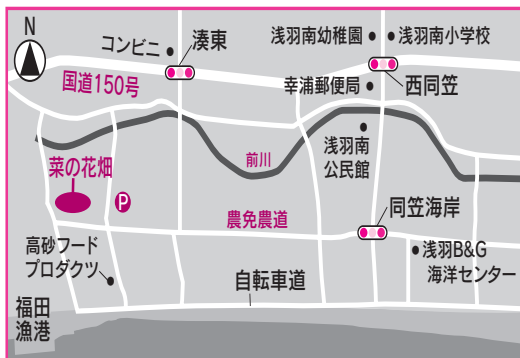 N
コンビニ
湊東
浅羽南幼稚園
浅羽南小学校
国道150号
幸浦郵便局
西同笠
前川
浅羽南
公民館
菜の花畑
P
農免農道
同笠海岸
高砂フード
プロダクツ
浅羽B&G
海洋センター
自転車道
福田
漁港